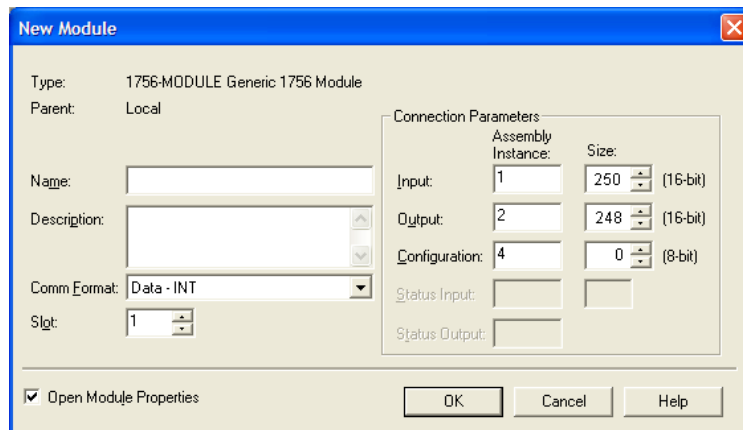 New Module
Type: 1756-MODULE Generic 1756 Module
Parent: Local
Connection Parameters
Assembly
Instance:
Size:
Name:
Input: 1 250 (16-bit)
Description:
Output: 2 248 (16-bit)
Configuration: 4 0 (8-bit)
Comm Format: Data - INT
Status Input:
Slot: 1
Status Output:
Open Module Properties
OK
Cancel
Help